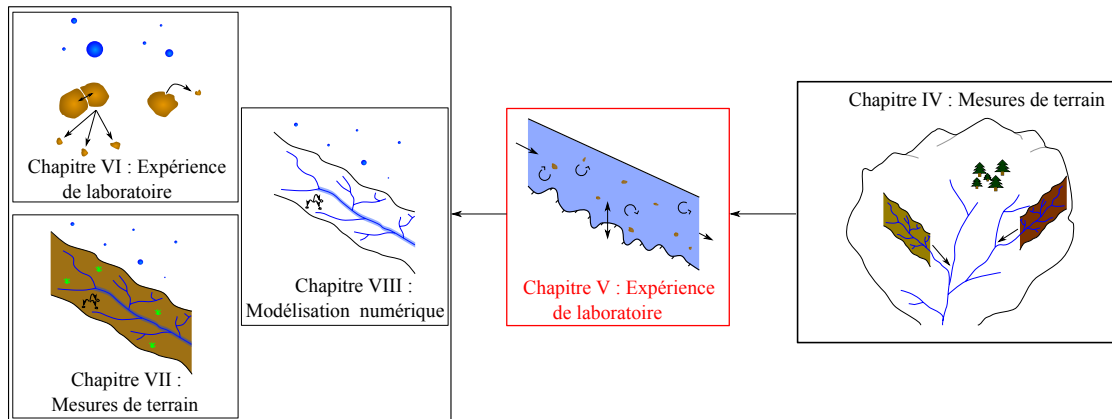 Chapitre VI : Expérience
de laboratoire
Chapitre VII :
Mesures de terrain
Chapitre VIII :
Modélisation numérique
Chapitre V : Expérience
de laboratoire
Chapitre IV : Mesures de terrain